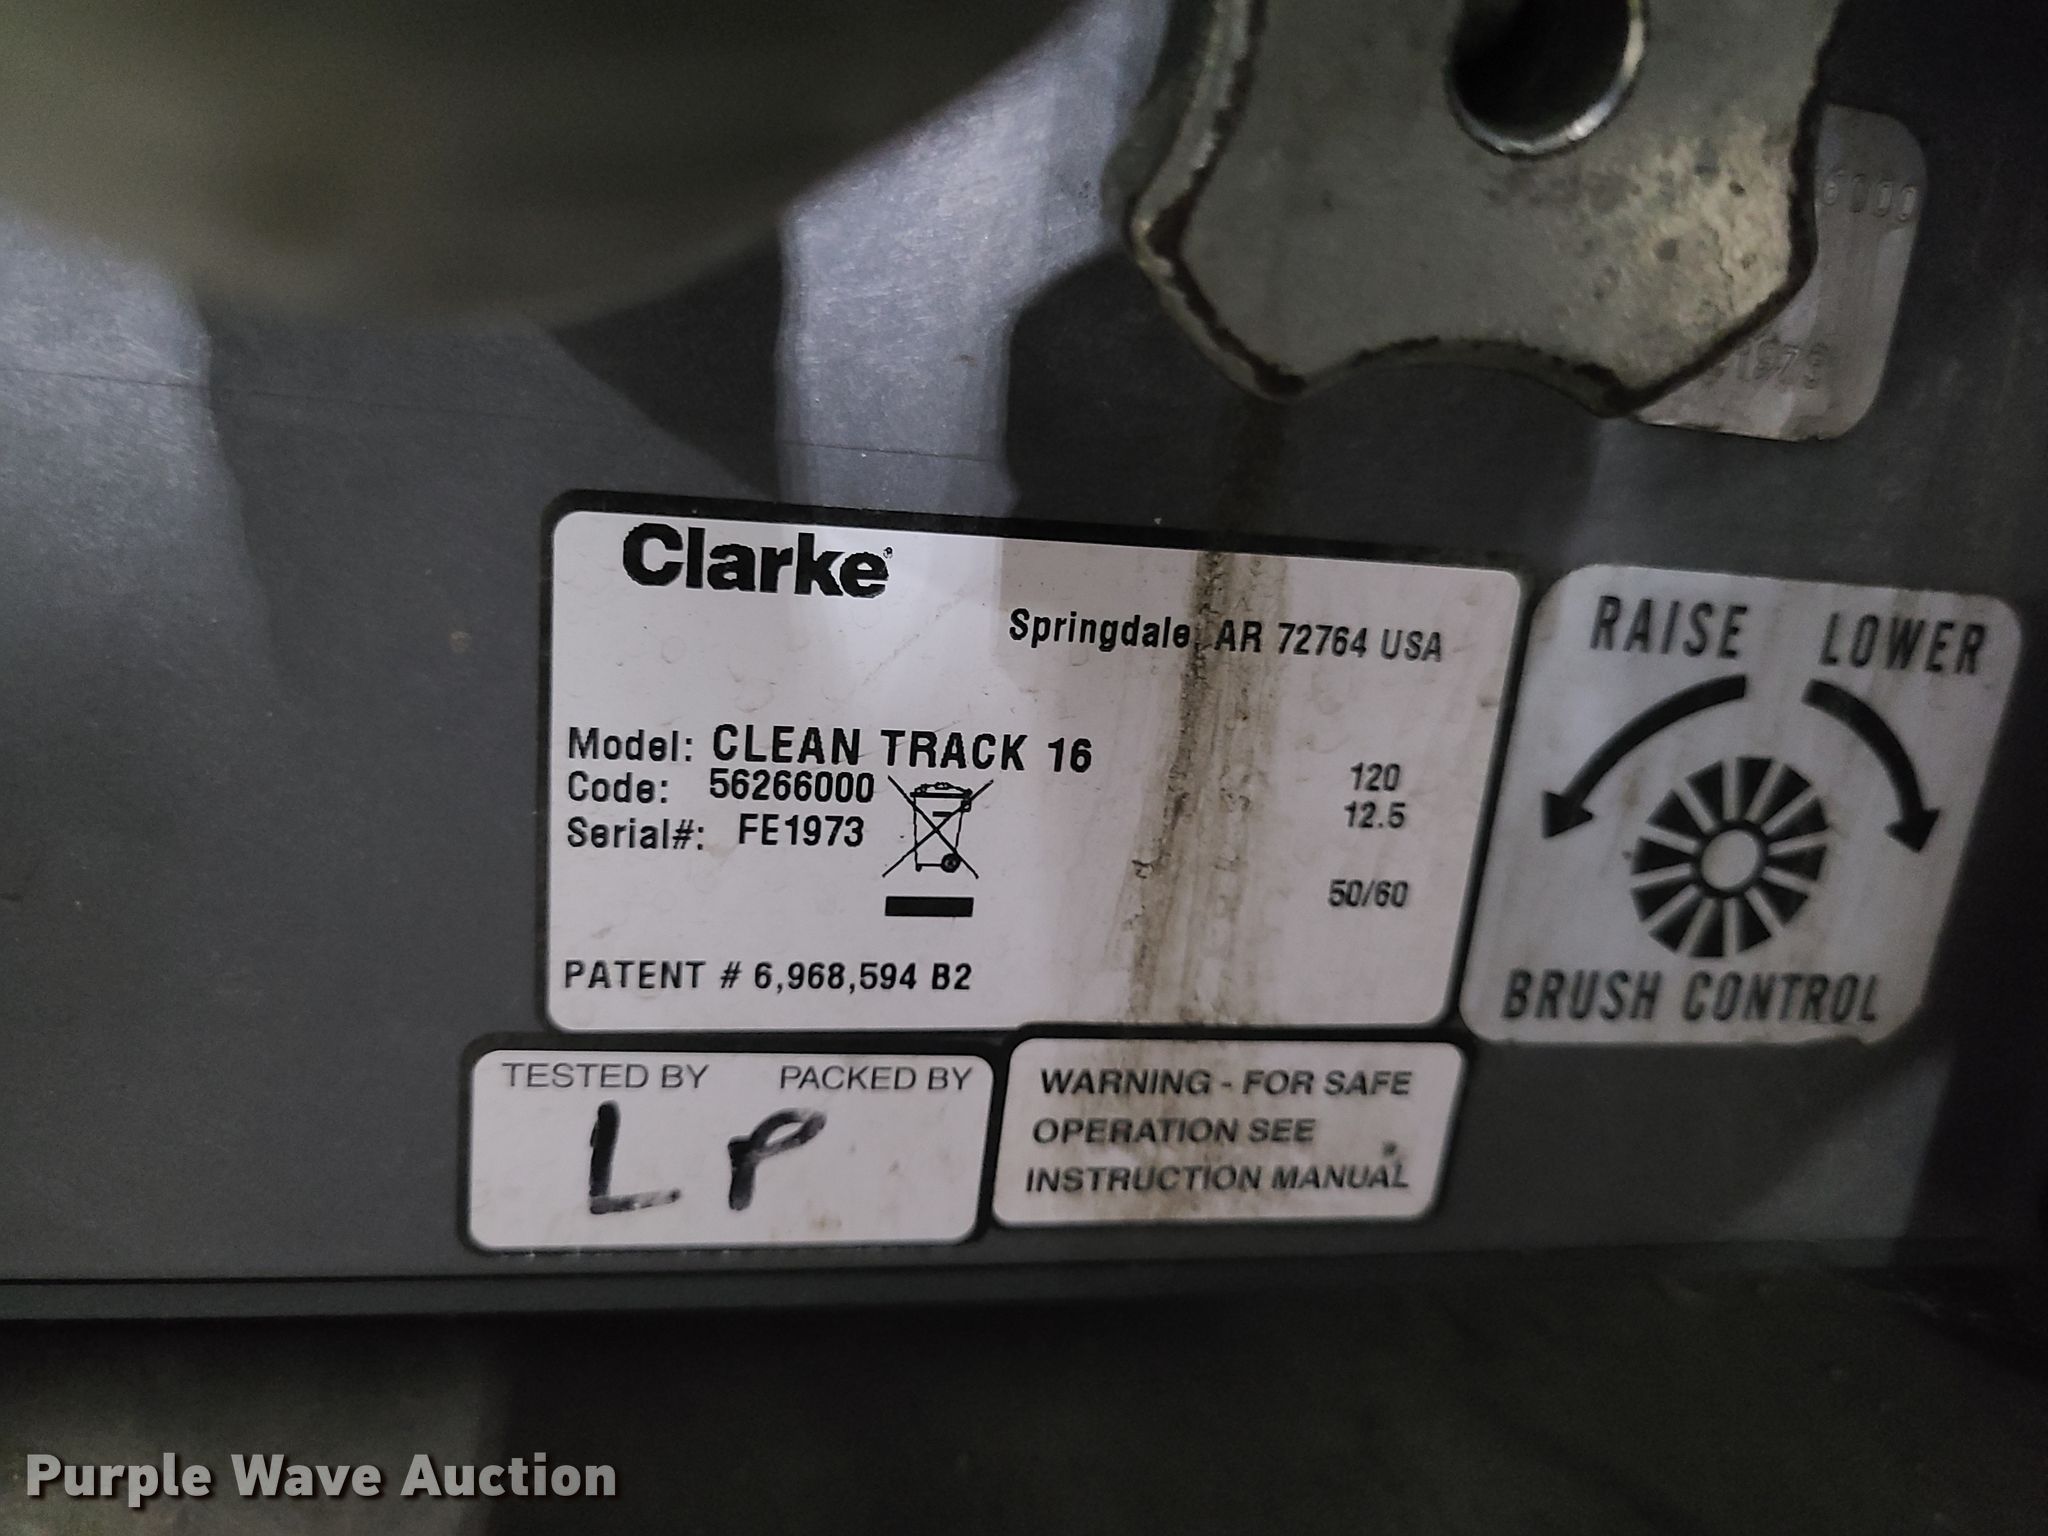 6000
1973
Clarke
Springdale, AR 72764 USA
Model: CLEAN TRACK 16
Code: 56266000
Serial#: FE1973
120
12.5
50/60
PATENT # 6,968,594 B2
RAISE LOWER
BRUSH CONTROL
TESTED BY PACKED BY
L P
WARNING - FOR SAFE
OPERATION SEE
INSTRUCTION MANUAL
Purple Wave Auction